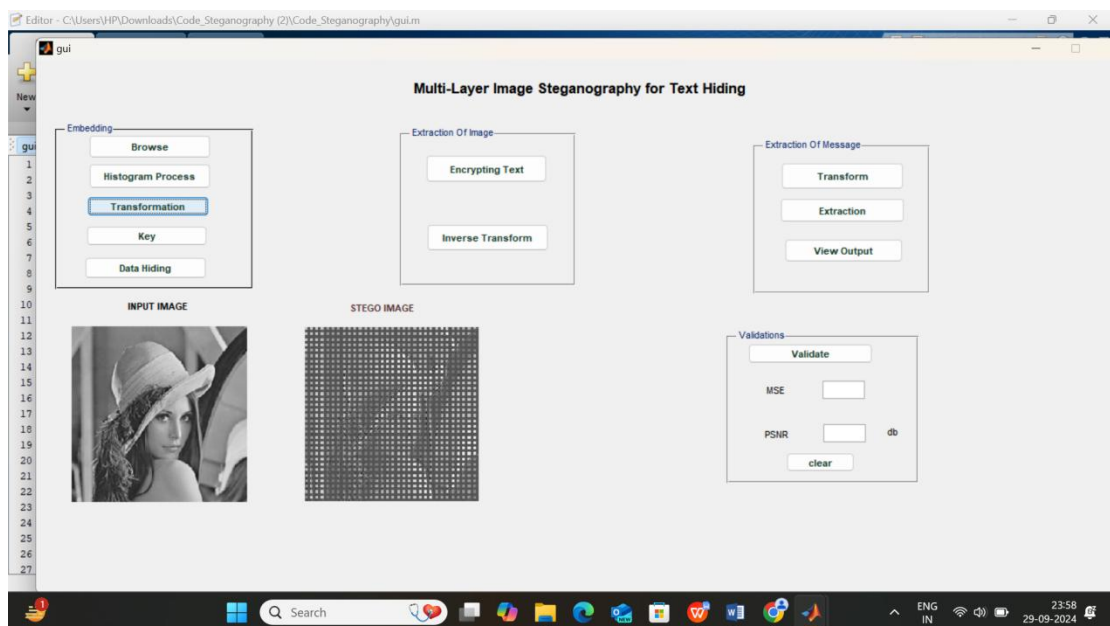 Editor - C:\Users\HP\Downloads\Code_Steganography (2)\Code_Steganography\gui.m
gui
New
gui
Multi-Layer Image Steganography for Text Hiding
Embedding
Browse
Histogram Process
Transformation
Key
Data Hiding
Extraction Of Image
Encrypting Text
Inverse Transform
Extraction Of Message
Transform
Extraction
View Output
INPUT IMAGE
STEGO IMAGE
Validations
Validate
MSE
PSNR db
clear
1
2
3
4
5
6
7
8
9
10
11
12
13
14
15
16
17
18
19
20
21
22
23
24
25
26
27
1
Search
NEW
W
W
ENG
IN
23:58
29-09-2024